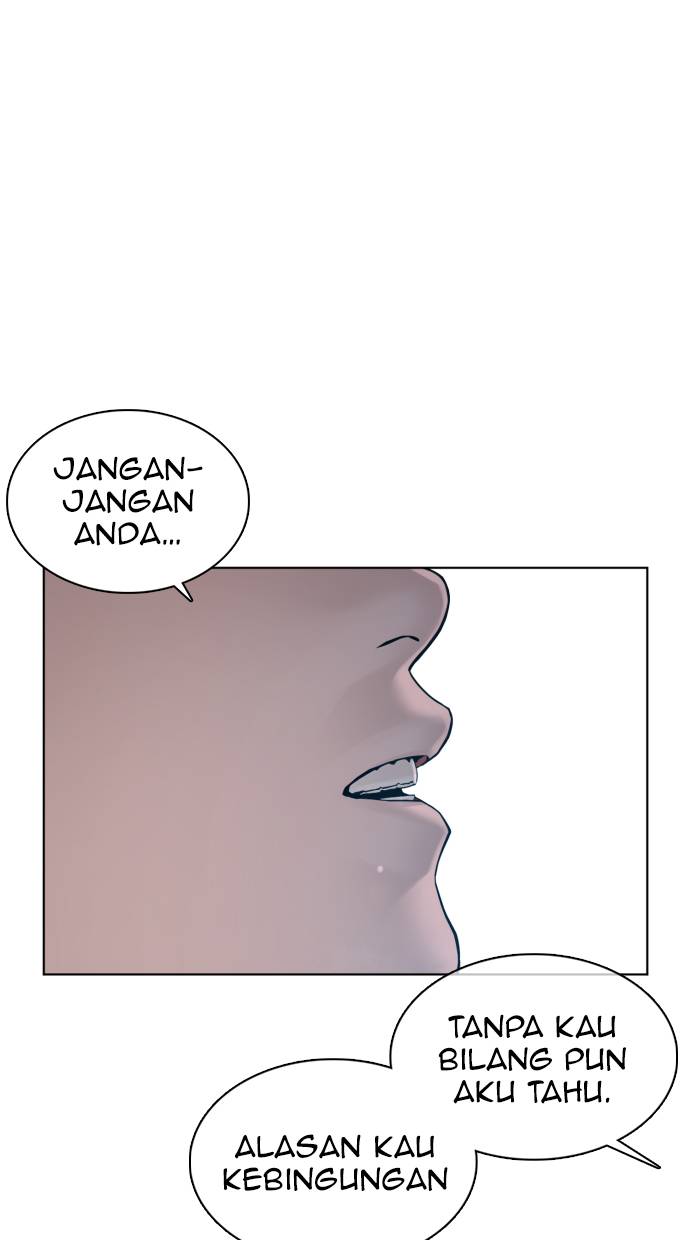 JANGAN-
JANGAN
ANDA...
TANPA KAU
BILANG PUN
AKU TAHU.
ALASAN KAU
KEBINGUNGAN